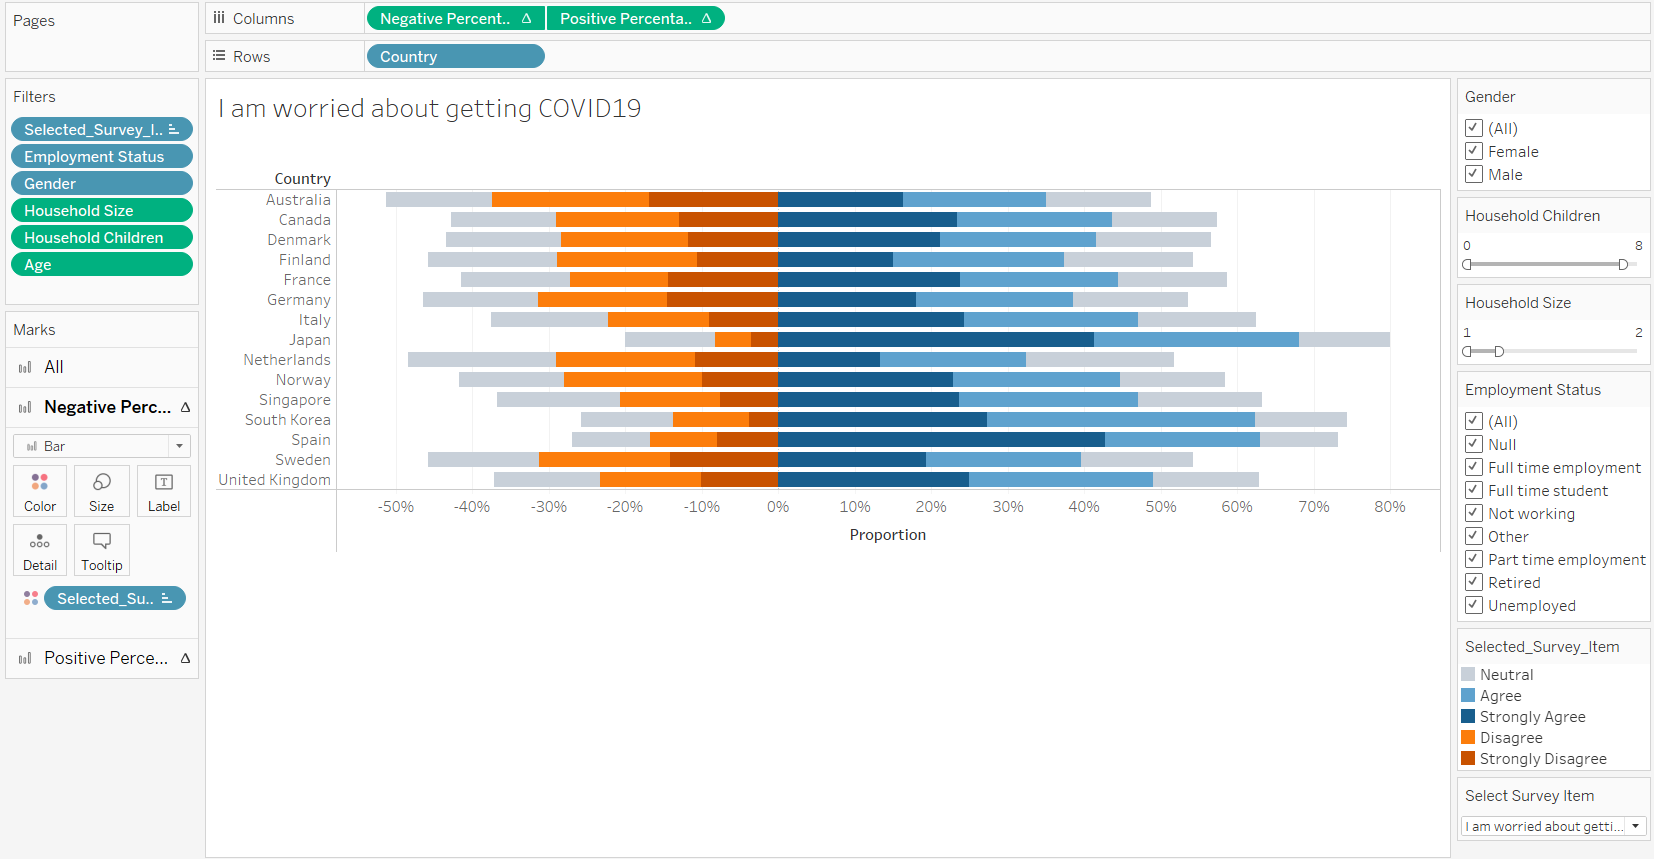 Pages
Columns
Negative Percent..
Positive Percenta..
Rows
Country
Filters
Selected_Survey_I..
Employment Status
Gender
Household Size
Household Children
Age
Marks
All
Negative Perc...
Bar
Color
Size
Label
Detail
Tooltip
Selected_Su..
Positive Perce...
I am worried about getting COVID19
Country
Australia
Canada
Denmark
Finland
France
Germany
Italy
Japan
Netherlands
Norway
Singapore
South Korea
Spain
Sweden
United Kingdom
-50% -40% -30% -20% -10% 0% 10% 20% 30% 40% 50% 60% 70% 80%
Proportion
Gender
(All)
Female
Male
Household Children
0 8
Household Size
1 2
Employment Status
(All)
Null
Full time employment
Full time student
Not working
Other
Part time employment
Retired
Unemployed
Selected_Survey_Item
Neutral
Agree
Strongly Agree
Disagree
Strongly Disagree
Select Survey Item
I am worried about getti...